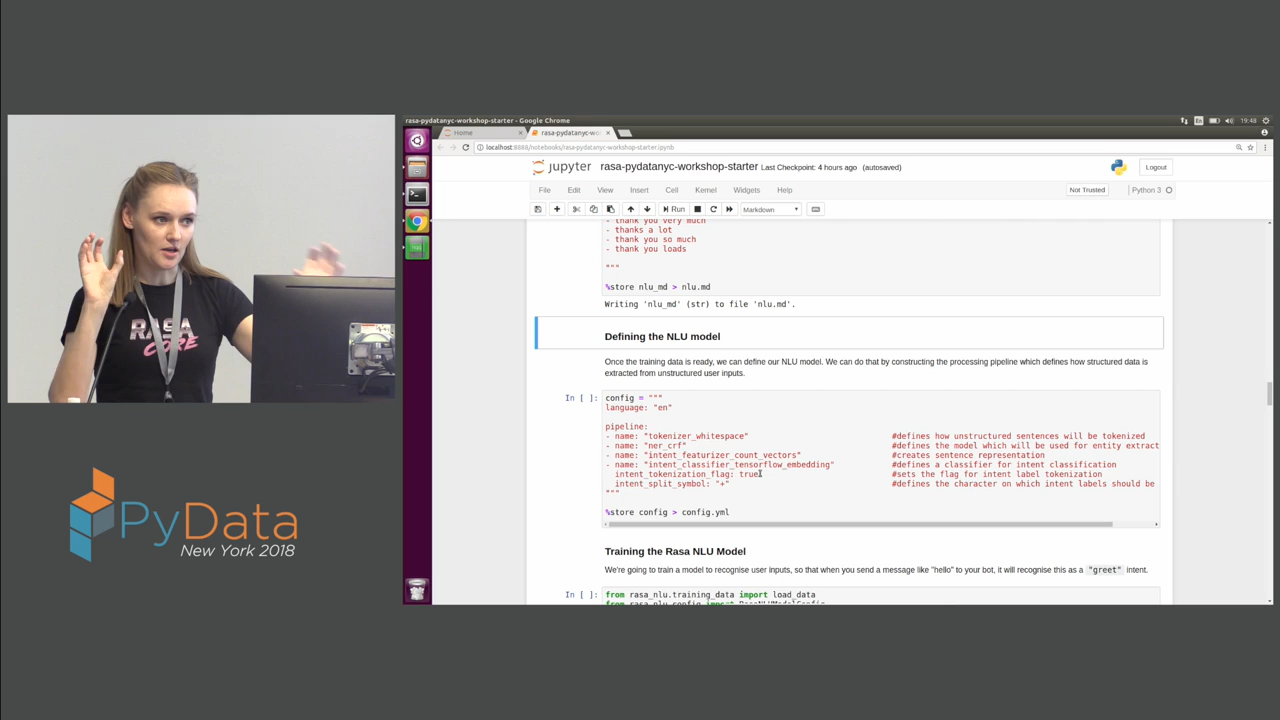 RASA
CORE
PyData
New York 2018
rasa-pydatanyc-workshop-starter - Google Chrome
En
19:48
Home
rasa-pydatanyc-wo
localhost:8888/notebooks/rasa-pydatanyc-workshop-starter.ipynb
jupyter rasa-pydatanyc-workshop-starter Last Checkpoint: 4 hours ago (autosaved)
Logout
File Edit View Insert Cell Kernel Widgets Help
Not Trusted
Python 3
Run
Markdown
- thank you very much
- thanks a lot
- thank you so much
- thank you loads
"""
%store nlu_md > nlu.md
Writing 'nlu_md' (str) to file 'nlu.md'.
Defining the NLU model
Once the training data is ready, we can define our NLU model. We can do that by constructing the processing pipeline which defines how structured data is
extracted from unstructured user inputs.
In [ ]: config = """
language: "en"
pipeline:
- name: "tokenizer_whitespace" #defines how unstructured sentences will be tokenized
- name: "ner_crf" #defines the model which will be used for entity extract
- name: "intent_featurizer_count_vectors" #creates sentence representation
- name: "intent_classifier_tensorflow_embedding" #defines a classifier for intent classification
intent_tokenization_flag: true #sets the flag for intent label tokenization
intent_split_symbol: "+" #defines the character on which intent labels should be
"""
%store config > config.yml
Training the Rasa NLU Model
We're going to train a model to recognise user inputs, so that when you send a message like "hello" to your bot, it will recognise this as a "greet" intent.
In [ ]: from rasa_nlu.training_data import load_data
from rasa_nlu.config import RasaNLUModelConfig